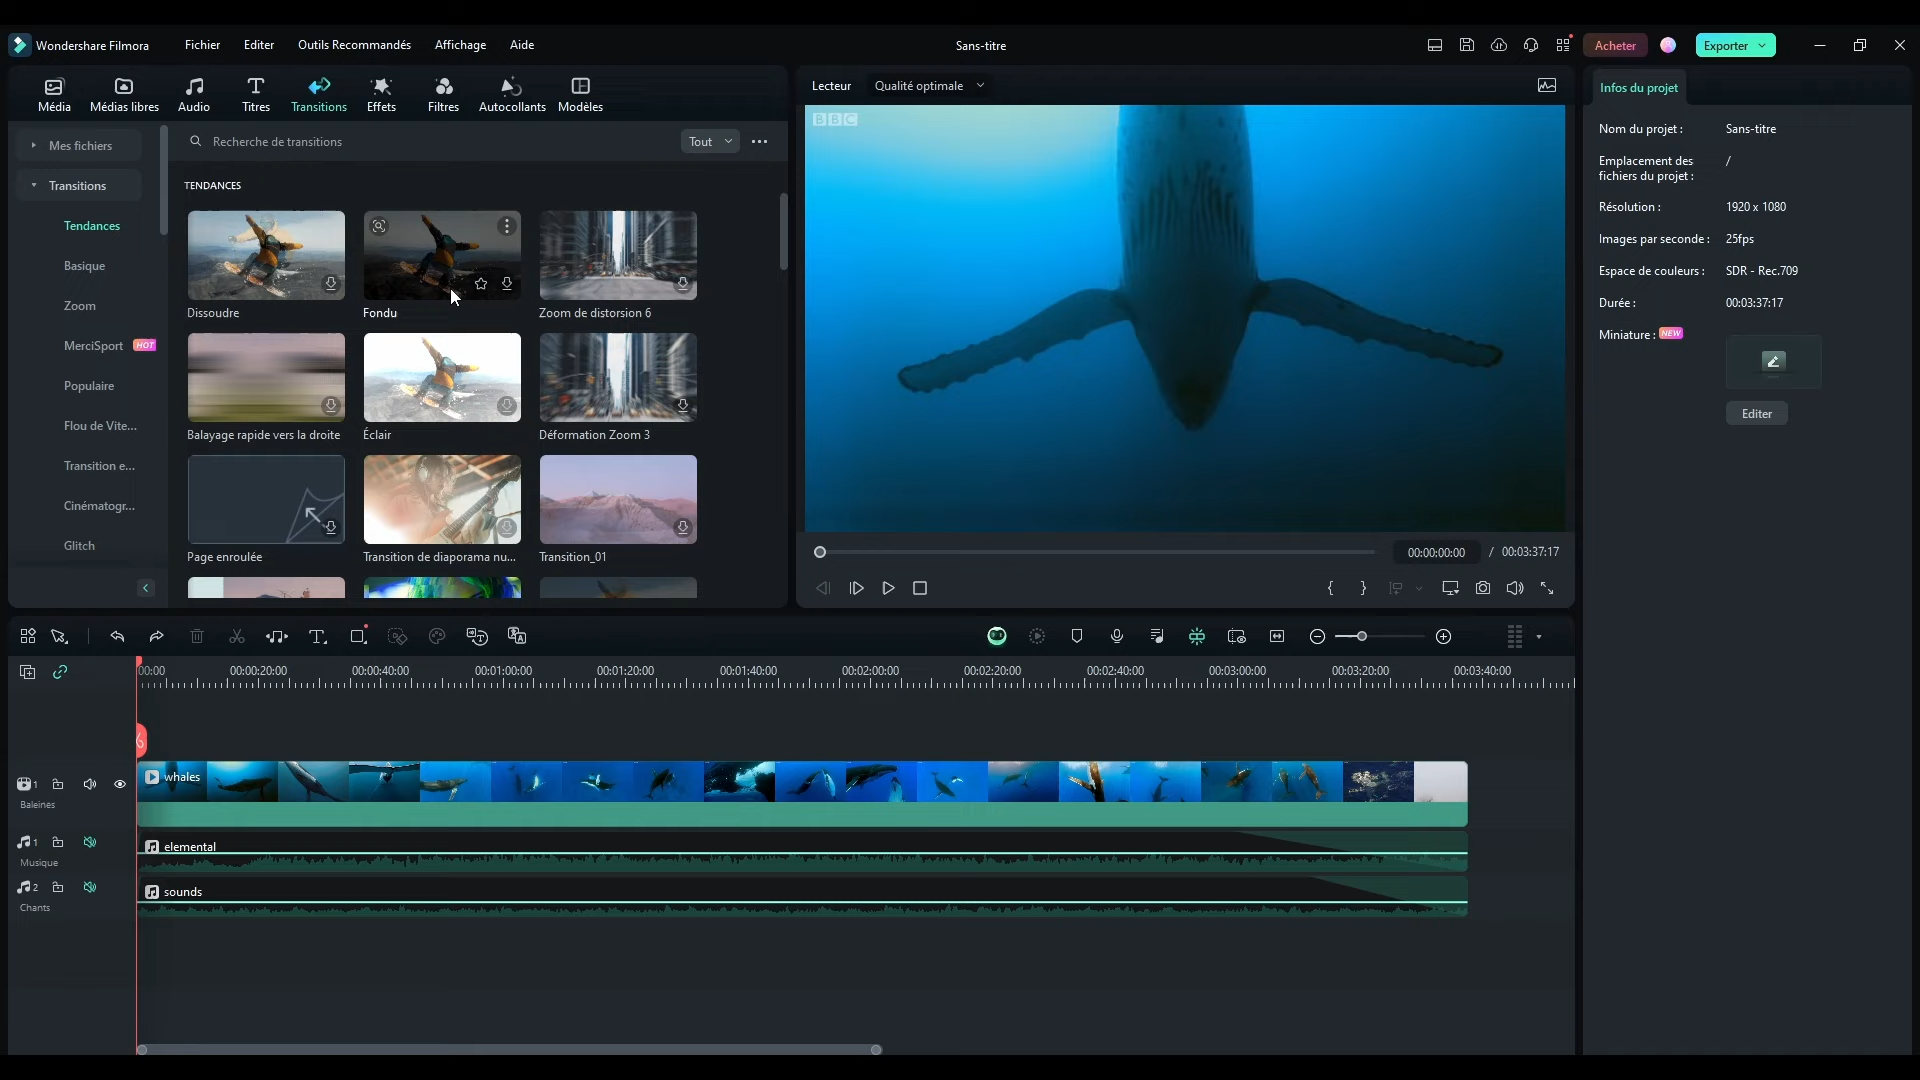 Wondershare Filmora
Fichier
Editer
Outils Recommandés
Affichage
Aide
Sans-titre
Acheter
Exporter
Média
Médias libres
Audio
Titres
Transitions
Effets
Filtres
Autocollants
Modèles
Lecteur
Qualité optimale
Infos du projet
Mes fichiers
Transitions
Tendances
Basique
Zoom
MerciSport HOT
Populaire
Flou de Vite...
Transition e...
Cinématogr...
Glitch
Recherche de transitions
Tout
TENDANCES
Dissoudre
Fondu
Zoom de distorsion 6
Balayage rapide vers la droite
Éclair
Déformation Zoom 3
Page enroulée
Transition de diaporama nu...
Transition_01
BBC
00:00:00:00 / 00:03:37:17
Nom du projet : Sans-titre
Emplacement des /
fichiers du projet :
Résolution : 1920 x 1080
Images par seconde : 25fps
Espace de couleurs : SDR - Rec.709
Durée : 00:03:37:17
Miniature : NEW
Editer
00:00 00:00:20:00 00:00:40:00 00:01:00:00 00:01:20:00 00:01:40:00 00:02:00:00 00:02:20:00 00:02:40:00 00:03:00:00 00:03:20:00 00:03:40:00
1
whales
Baleines
1
elemental
Musique
2
sounds
Chants